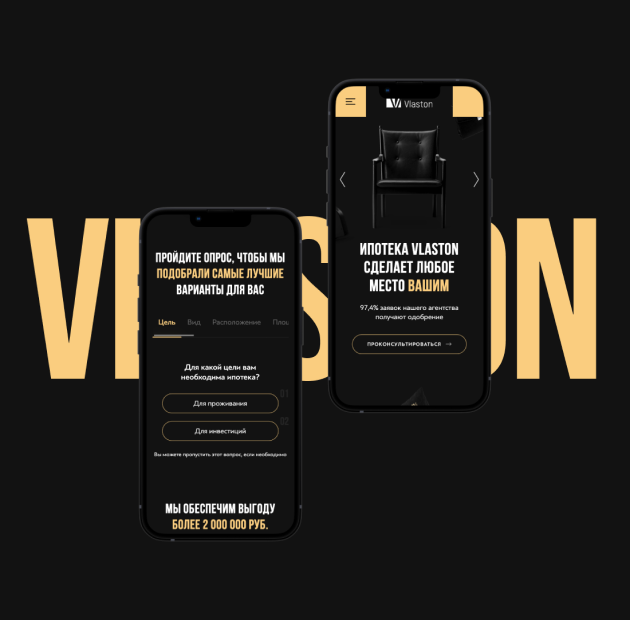 VLASTON
Vlaston
ИПОТЕКА VLASTON
СДЕЛАЕТ ЛЮБОЕ
МЕСТО ВАШИМ
97,4% заявок нашего агентства
получают одобрение
ПРОКОНСУЛЬТИРОВАТЬСЯ →
ПРОЙДИТЕ ОПРОС, ЧТОБЫ МЫ
ПОДОБРАЛИ САМЫЕ ЛУЧШИЕ
ВАРИАНТЫ ДЛЯ ВАС
Цель Вид Расположение Площ
Для какой цели вам
необходима ипотека?
01
Для проживания
02
Для инвестиций
Вы можете пропустить этот вопрос, если необходимо
МЫ ОБЕСПЕЧИМ ВЫГОДУ
БОЛЕЕ 2 000 000 РУБ.